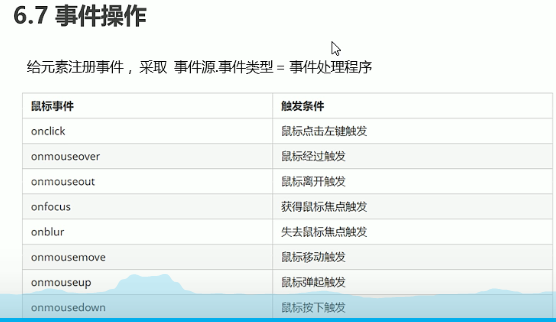 6.7 事件操作
给元素注册事件，采取 事件源.事件类型 = 事件处理程序
鼠标事件 触发条件
onclick 鼠标点击左键触发
onmouseover 鼠标经过触发
onmouseout 鼠标离开触发
onfocus 获得鼠标焦点触发
onblur 失去鼠标焦点触发
onmousemove 鼠标移动触发
onmouseup 鼠标弹起触发
onmousedown 鼠标按下触发